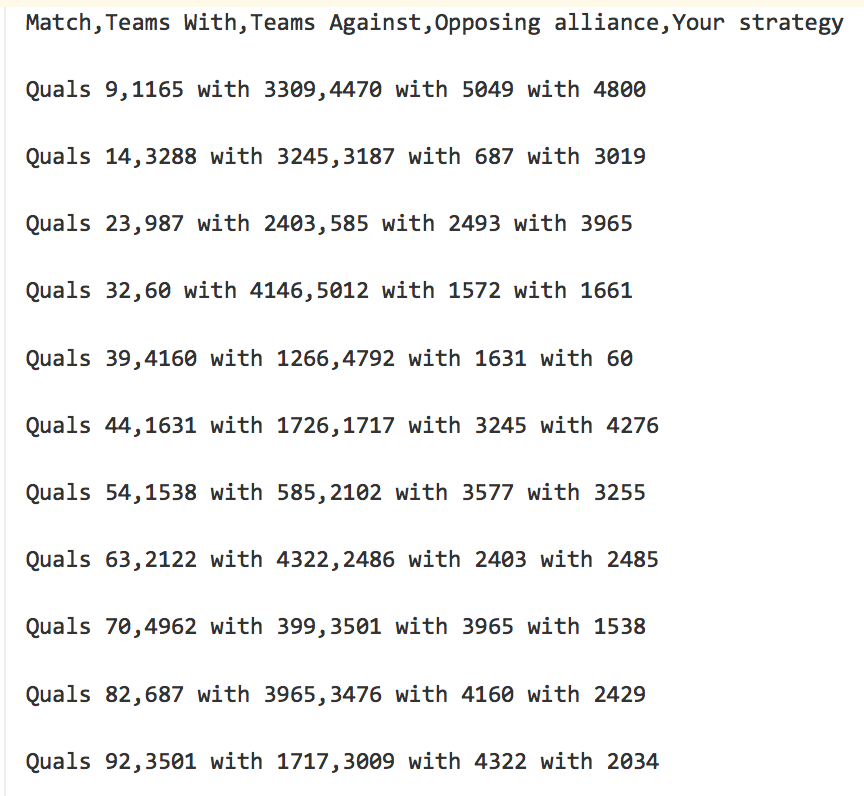 Match,Teams With,Teams Against,Opposing alliance,Your strategy
Quals 9,1165 with 3309,4470 with 5049 with 4800
Quals 14,3288 with 3245,3187 with 687 with 3019
Quals 23,987 with 2403,585 with 2493 with 3965
Quals 32,60 with 4146,5012 with 1572 with 1661
Quals 39,4160 with 1266,4792 with 1631 with 60
Quals 44,1631 with 1726,1717 with 3245 with 4276
Quals 54,1538 with 585,2102 with 3577 with 3255
Quals 63,2122 with 4322,2486 with 2403 with 2485
Quals 70,4962 with 399,3501 with 3965 with 1538
Quals 82,687 with 3965,3476 with 4160 with 2429
Quals 92,3501 with 1717,3009 with 4322 with 2034